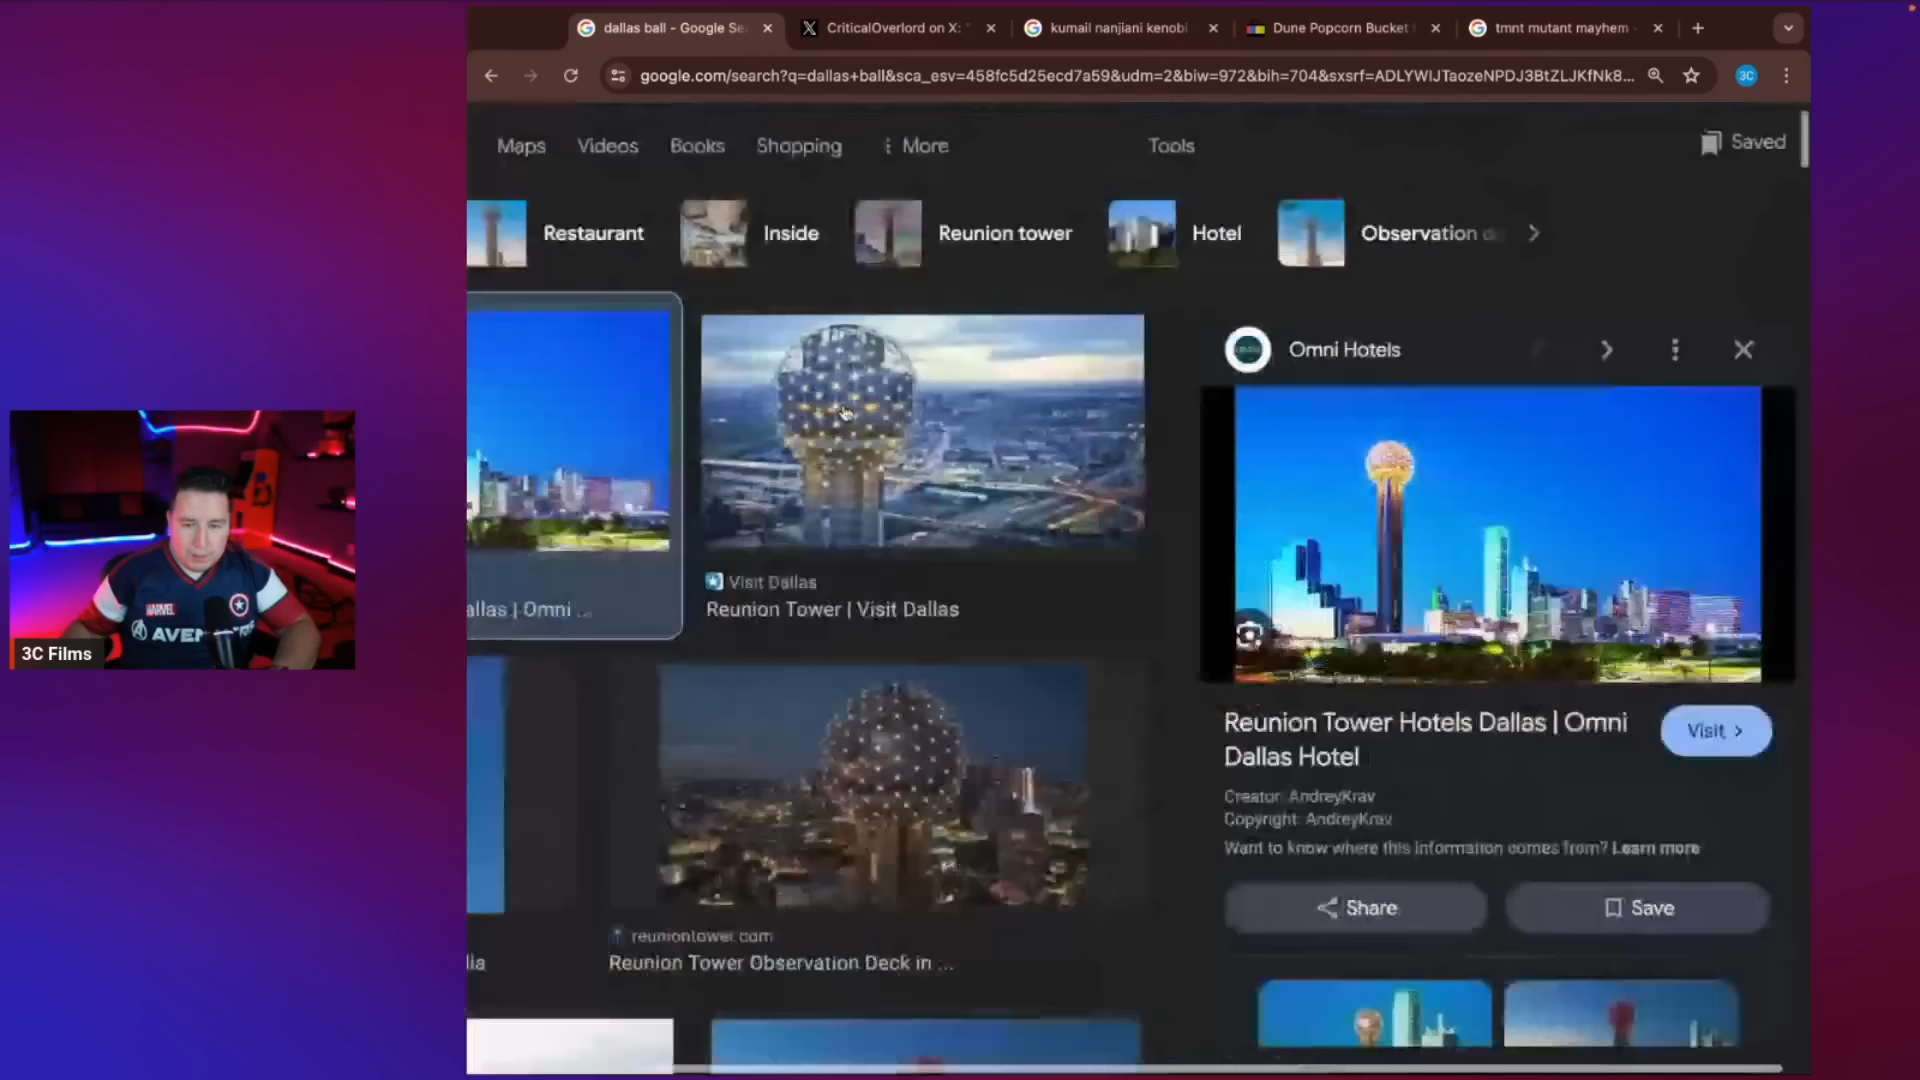 dallas ball - Google Se
CriticalOverlord on X: "
kumail nanjiani kenobi
Dune Popcorn Bucket
tmnt mutant mayhem -
google.com/search?q=dallas+ball&sca_esv=458fc5d25ecd7a59&udm=2&biw=972&bih=704&sxsrf=ADLYWIJTaozeNPDJ3BtZLJKfNk8...
3C
Maps
Videos
Books
Shopping
More
Tools
Saved
Restaurant
Inside
Reunion tower
Hotel
Observation d
Omni Hotels
Visit Dallas
allas | Omni ...
Reunion Tower | Visit Dallas
MARVEL
AVEN
3C Films
Reunion Tower Hotels Dallas | Omni
Dallas Hotel
Visit >
Creator: AndreyKrav
Copyright: AndreyKrav
Want to know where this information comes from? Learn more
Share
Save
reuniontower.com
lia
Reunion Tower Observation Deck in ...